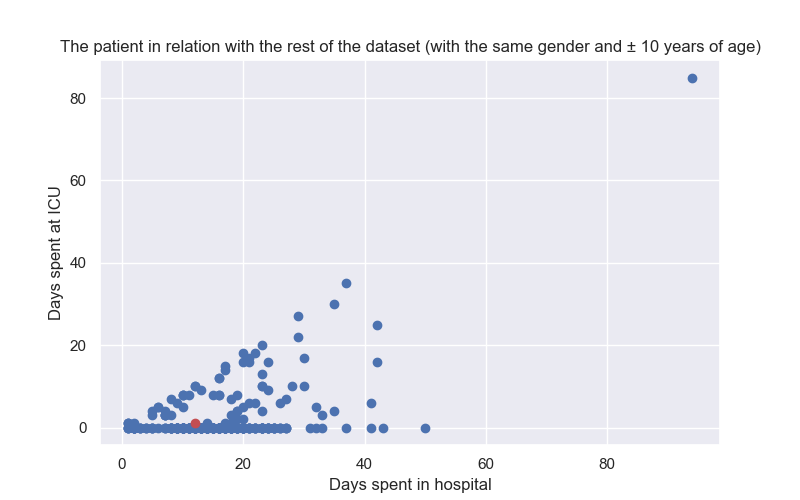 The patient in relation with the rest of the dataset (with the same gender and ± 10 years of age)
80
60
40
20
0
Days spent at ICU
0 20 40 60 80
Days spent in hospital